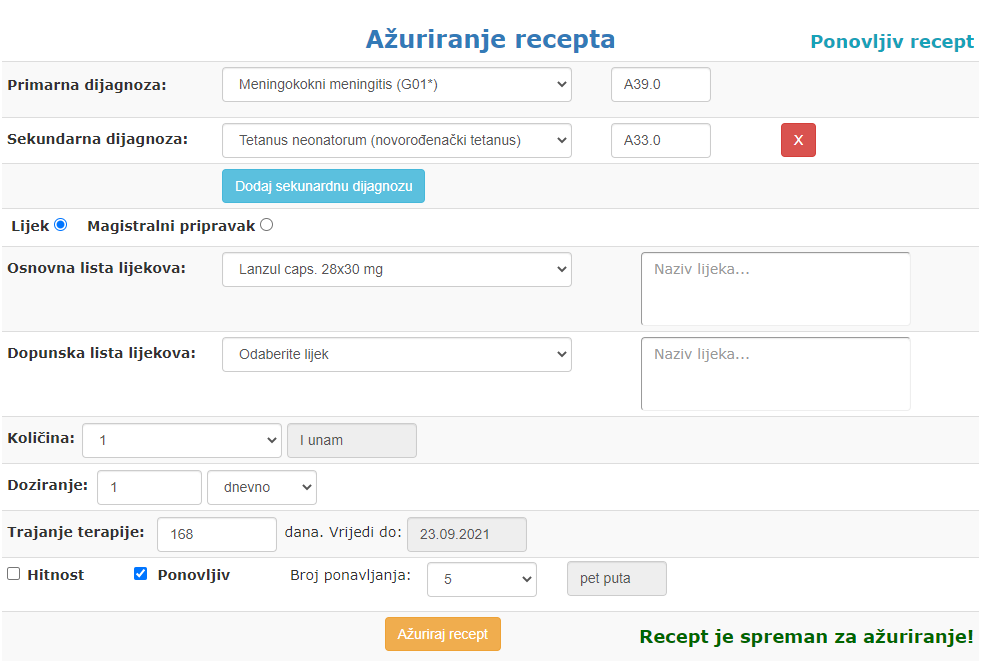 Ažuriranje recepta
Ponovljiv recept
Primarna dijagnoza: Meningokokni meningitis (G01*) A39.0
Sekundarna dijagnoza: Tetanus neonatorum (novorođenački tetanus) A33.0 X
Dodaj sekunardnu dijagnozu
Lijek Magistralni pripravak
Osnovna lista lijekova: Lanzul caps. 28x30 mg Naziv lijeka...
Dopunska lista lijekova: Odaberite lijek Naziv lijeka...
Količina: 1 I unam
Doziranje: 1 dnevno
Trajanje terapije: 168 dana. Vrijedi do: 23.09.2021
Hitnost Ponovljiv Broj ponavljanja: 5 pet puta
Ažuriraj recept Recept je spreman za ažuriranje!